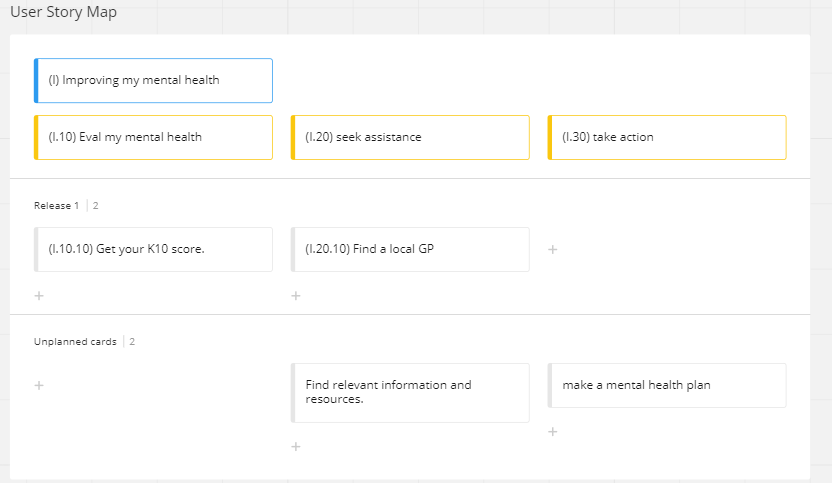 User Story Map
(I) Improving my mental health
(I.10) Eval my mental health
(I.20) seek assistance
(I.30) take action
Release 1 2
(I.10.10) Get your K10 score.
(I.20.10) Find a local GP
+
+
+
Unplanned cards 2
+
Find relevant information and
resources.
make a mental health plan
+
+